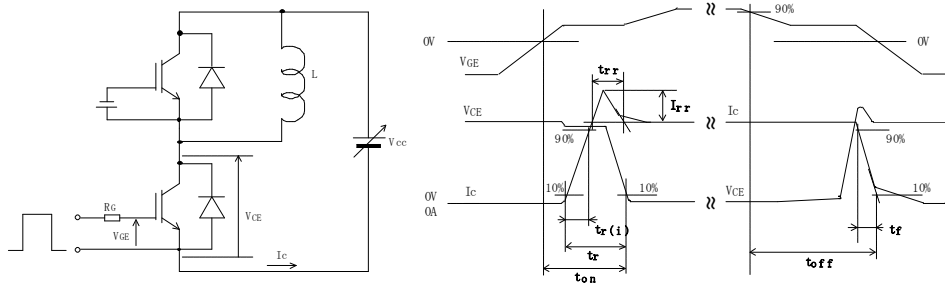 L
Vcc
RG
VGE
VCE
Ic
0V
VGE
trr
Irr
VCE
90%
Ic
10%
10%
0V
0A
tr(i)
tr
ton
90%
0V
Ic
90%
VCE
10%
tf
toff